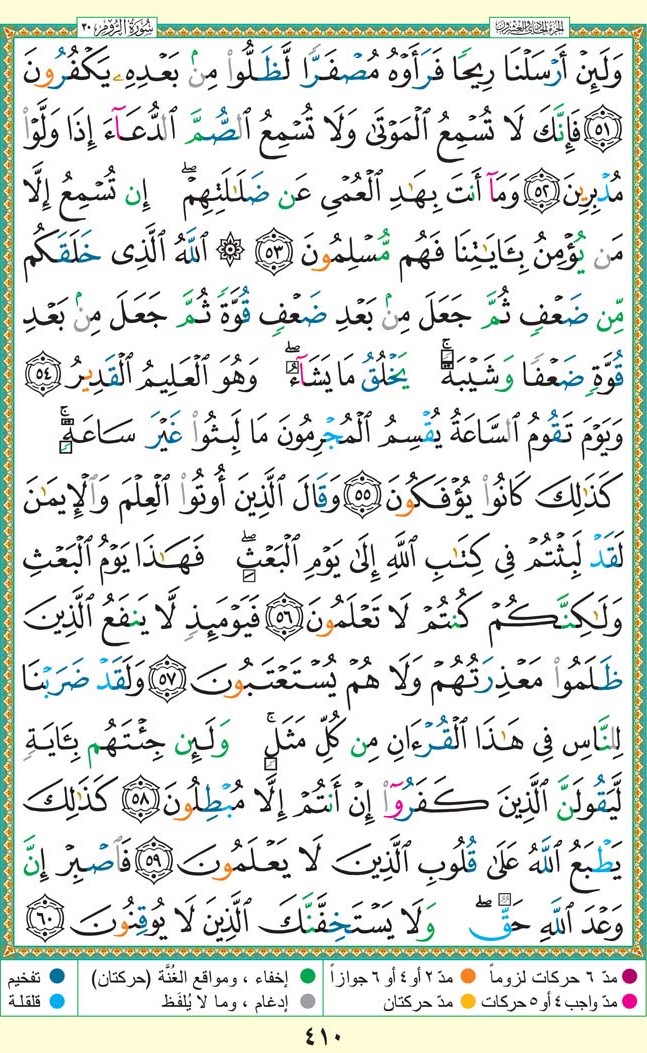 سُورَةُ الرُّومِ ٣٠
الجزء الحادي والعشرون
وَلَئِنْ أَرْسَلْنَا رِيحًا فَرَأَوْهُ مُصْفَرًّا لَّظَلُّوا۟ مِنۢ بَعْدِهِۦ يَكْفُرُونَ
﴿٥١﴾ فَإِنَّكَ لَا تُسْمِعُ ٱلْمَوْتَىٰ وَلَا تُسْمِعُ ٱلصُّمَّ ٱلدُّعَآءَ إِذَا وَلَّوْا۟
مُدْبِرِينَ ﴿٥٢﴾ وَمَآ أَنتَ بِهَـٰدِ ٱلْعُمْىِ عَن ضَلَـٰلَتِهِمْ ۖ إِن تُسْمِعُ إِلَّا
مَن يُؤْمِنُ بِـَٔايَـٰتِنَا فَهُم مُّسْلِمُونَ ﴿٥٣﴾ ۞ ٱللَّهُ ٱلَّذِى خَلَقَكُم
مِّن ضَعْفٍ ثُمَّ جَعَلَ مِنۢ بَعْدِ ضَعْفٍ قُوَّةً ثُمَّ جَعَلَ مِنۢ بَعْدِ
قُوَّةٍ ضَعْفًا وَشَيْبَةً ۚ يَخْلُقُ مَا يَشَآءُ ۖ وَهُوَ ٱلْعَلِيمُ ٱلْقَدِيرُ ﴿٥٤﴾
وَيَوْمَ تَقُومُ ٱلسَّاعَةُ يُقْسِمُ ٱلْمُجْرِمُونَ مَا لَبِثُوا۟ غَيْرَ سَاعَةٍ ۚ
كَذَٰلِكَ كَانُوا۟ يُؤْفَكُونَ ﴿٥٥﴾ وَقَالَ ٱلَّذِينَ أُوتُوا۟ ٱلْعِلْمَ وَٱلْإِيمَـٰنَ
لَقَدْ لَبِثْتُمْ فِى كِتَـٰبِ ٱللَّهِ إِلَىٰ يَوْمِ ٱلْبَعْثِ ۖ فَهَـٰذَا يَوْمُ ٱلْبَعْثِ
وَلَـٰكِنَّكُمْ كُنتُمْ لَا تَعْلَمُونَ ﴿٥٦﴾ فَيَوْمَئِذٍ لَّا يَنفَعُ ٱلَّذِينَ
ظَلَمُوا۟ مَعْذِرَتُهُمْ وَلَا هُمْ يُسْتَعْتَبُونَ ﴿٥٧﴾ وَلَقَدْ ضَرَبْنَا
لِلنَّاسِ فِى هَـٰذَا ٱلْقُرْءَانِ مِن كُلِّ مَثَلٍ ۚ وَلَئِن جِئْتَهُم بِـَٔايَةٍ
لَّيَقُولَنَّ ٱلَّذِينَ كَفَرُوٓا۟ إِنْ أَنتُمْ إِلَّا مُبْطِلُونَ ﴿٥٨﴾ كَذَٰلِكَ
يَطْبَعُ ٱللَّهُ عَلَىٰ قُلُوبِ ٱلَّذِينَ لَا يَعْلَمُونَ ﴿٥٩﴾ فَٱصْبِرْ إِنَّ
وَعْدَ ٱللَّهِ حَقٌّ ۖ وَلَا يَسْتَخِفَّنَّكَ ٱلَّذِينَ لَا يُوقِنُونَ ﴿٦٠﴾
مدّ ٦ حركات لزوماً مدّ ٢ أو ٤ أو ٦ جوازاً إخفاء ، ومواقع الغُنَّة (حركتان) تفخيم
مدّ واجب ٤ أو ٥ حركات مدّ حركتان إدغام ، وما لا يُلفَظ قلقلة
٤١٠